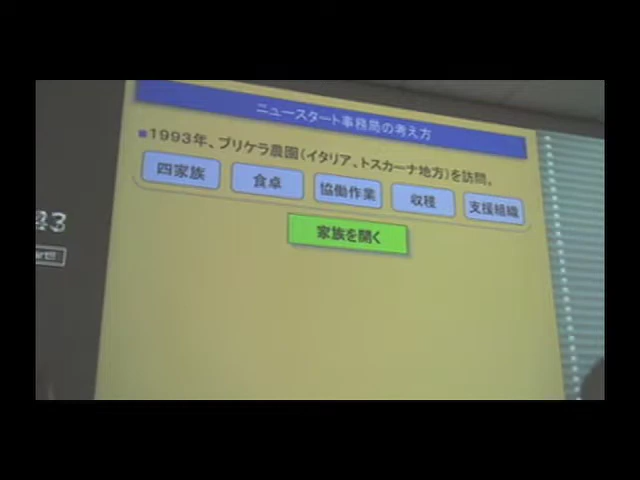 ニュースタート事務局の考え方
■1993年、ブリケラ農園(イタリア、トスカーナ地方)を訪問。
四家族 食卓 協働作業 収穫 支援組織
家族を開く